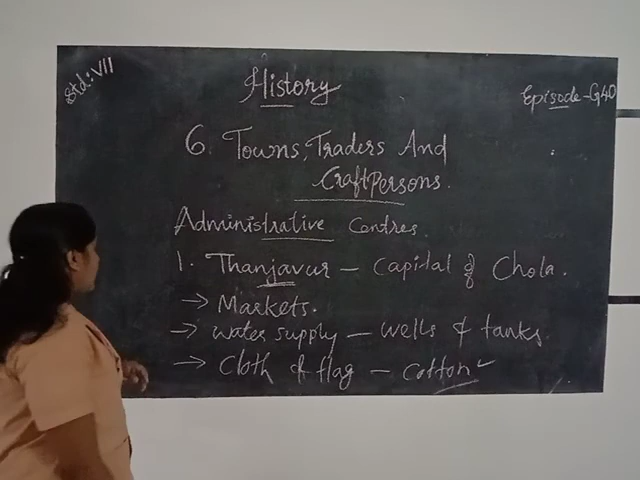 Std: VII
History
Episode-G40
6. Towns, Traders And
CraftPersons.
Administrative Centres.
1. Thanjavur - Capital of Chola.
→ Markets.
→ water supply - wells & tanks.
→ Cloth of flag - cotton